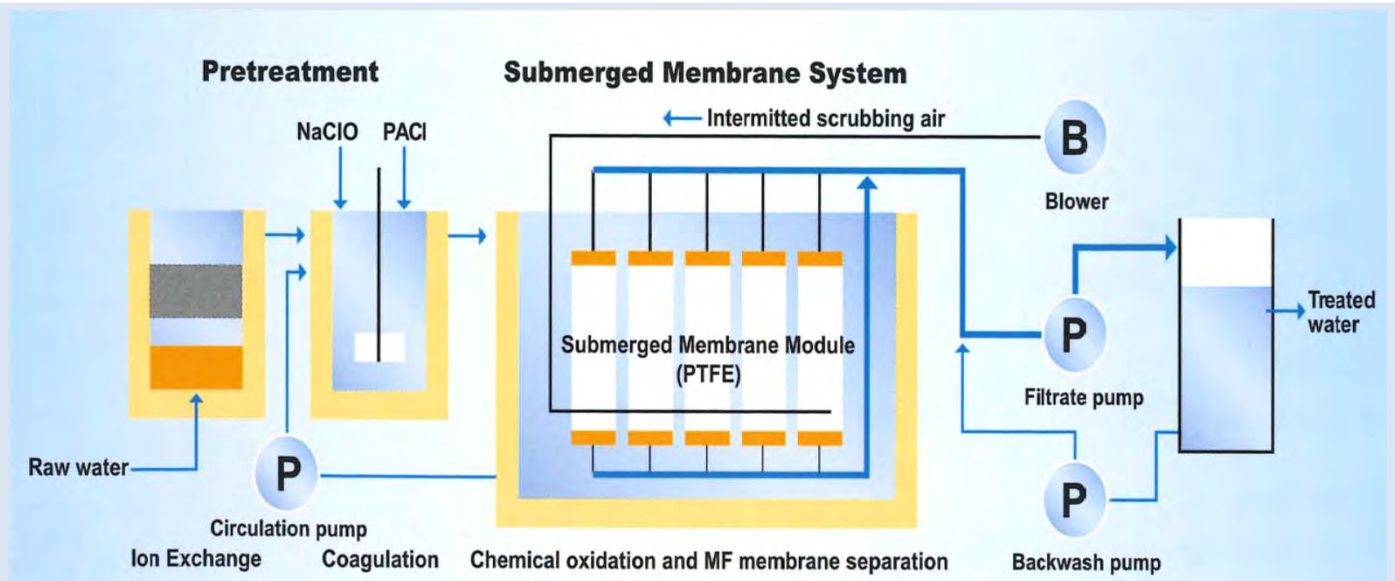 Pretreatment
Submerged Membrane System
NaClO
PACl
Intermitted scrubbing air
B
Blower
Submerged Membrane Module
(PTFE)
Treated
water
P
Filtrate pump
Raw water
P
Circulation pump
P
Backwash pump
Ion Exchange
Coagulation
Chemical oxidation and MF membrane separation